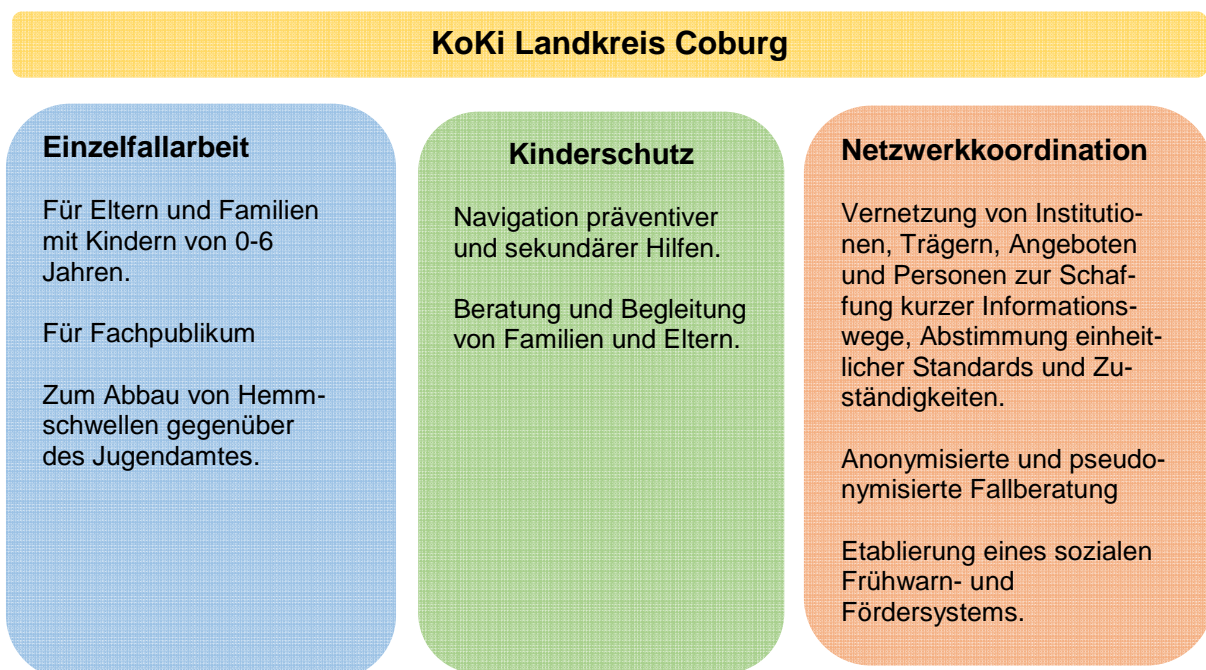 KoKi Landkreis Coburg
Einzelfallarbeit
Für Eltern und Familien
mit Kindern von 0-6
Jahren.
Für Fachpublikum
Zum Abbau von Hemm-
schwellen gegenüber
des Jugendamtes.
Kinderschutz
Navigation präventiver
und sekundärer Hilfen.
Beratung und Begleitung
von Familien und Eltern.
Netzwerkkoordination
Vernetzung von Institutio-
nen, Trägern, Angeboten
und Personen zur Schaf-
fung kurzer Informations-
wege, Abstimmung einheit-
licher Standards und Zu-
ständigkeiten.
Anonymisierte und pseudo-
nymisierte Fallberatung
Etablierung eines sozialen
Frühwarn- und
Fördersystems.